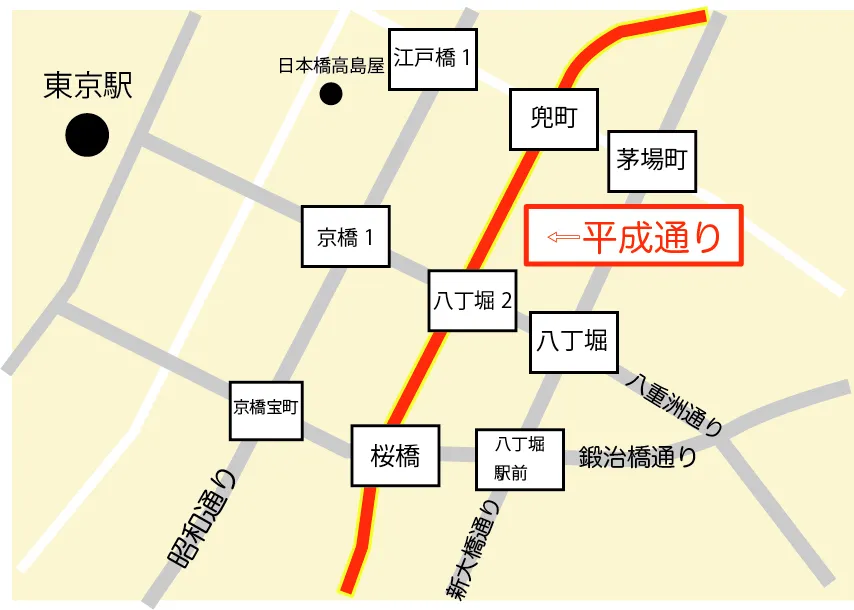 江戸橋1
日本橋高島屋
東京駅
兜町
茅場町
京橋1
⇐平成通り
八丁堀2
八丁堀
八重洲通り
京橋宝町
桜橋
八丁堀
駅前
鍛冶橋通り
昭和通り
新大橋通り